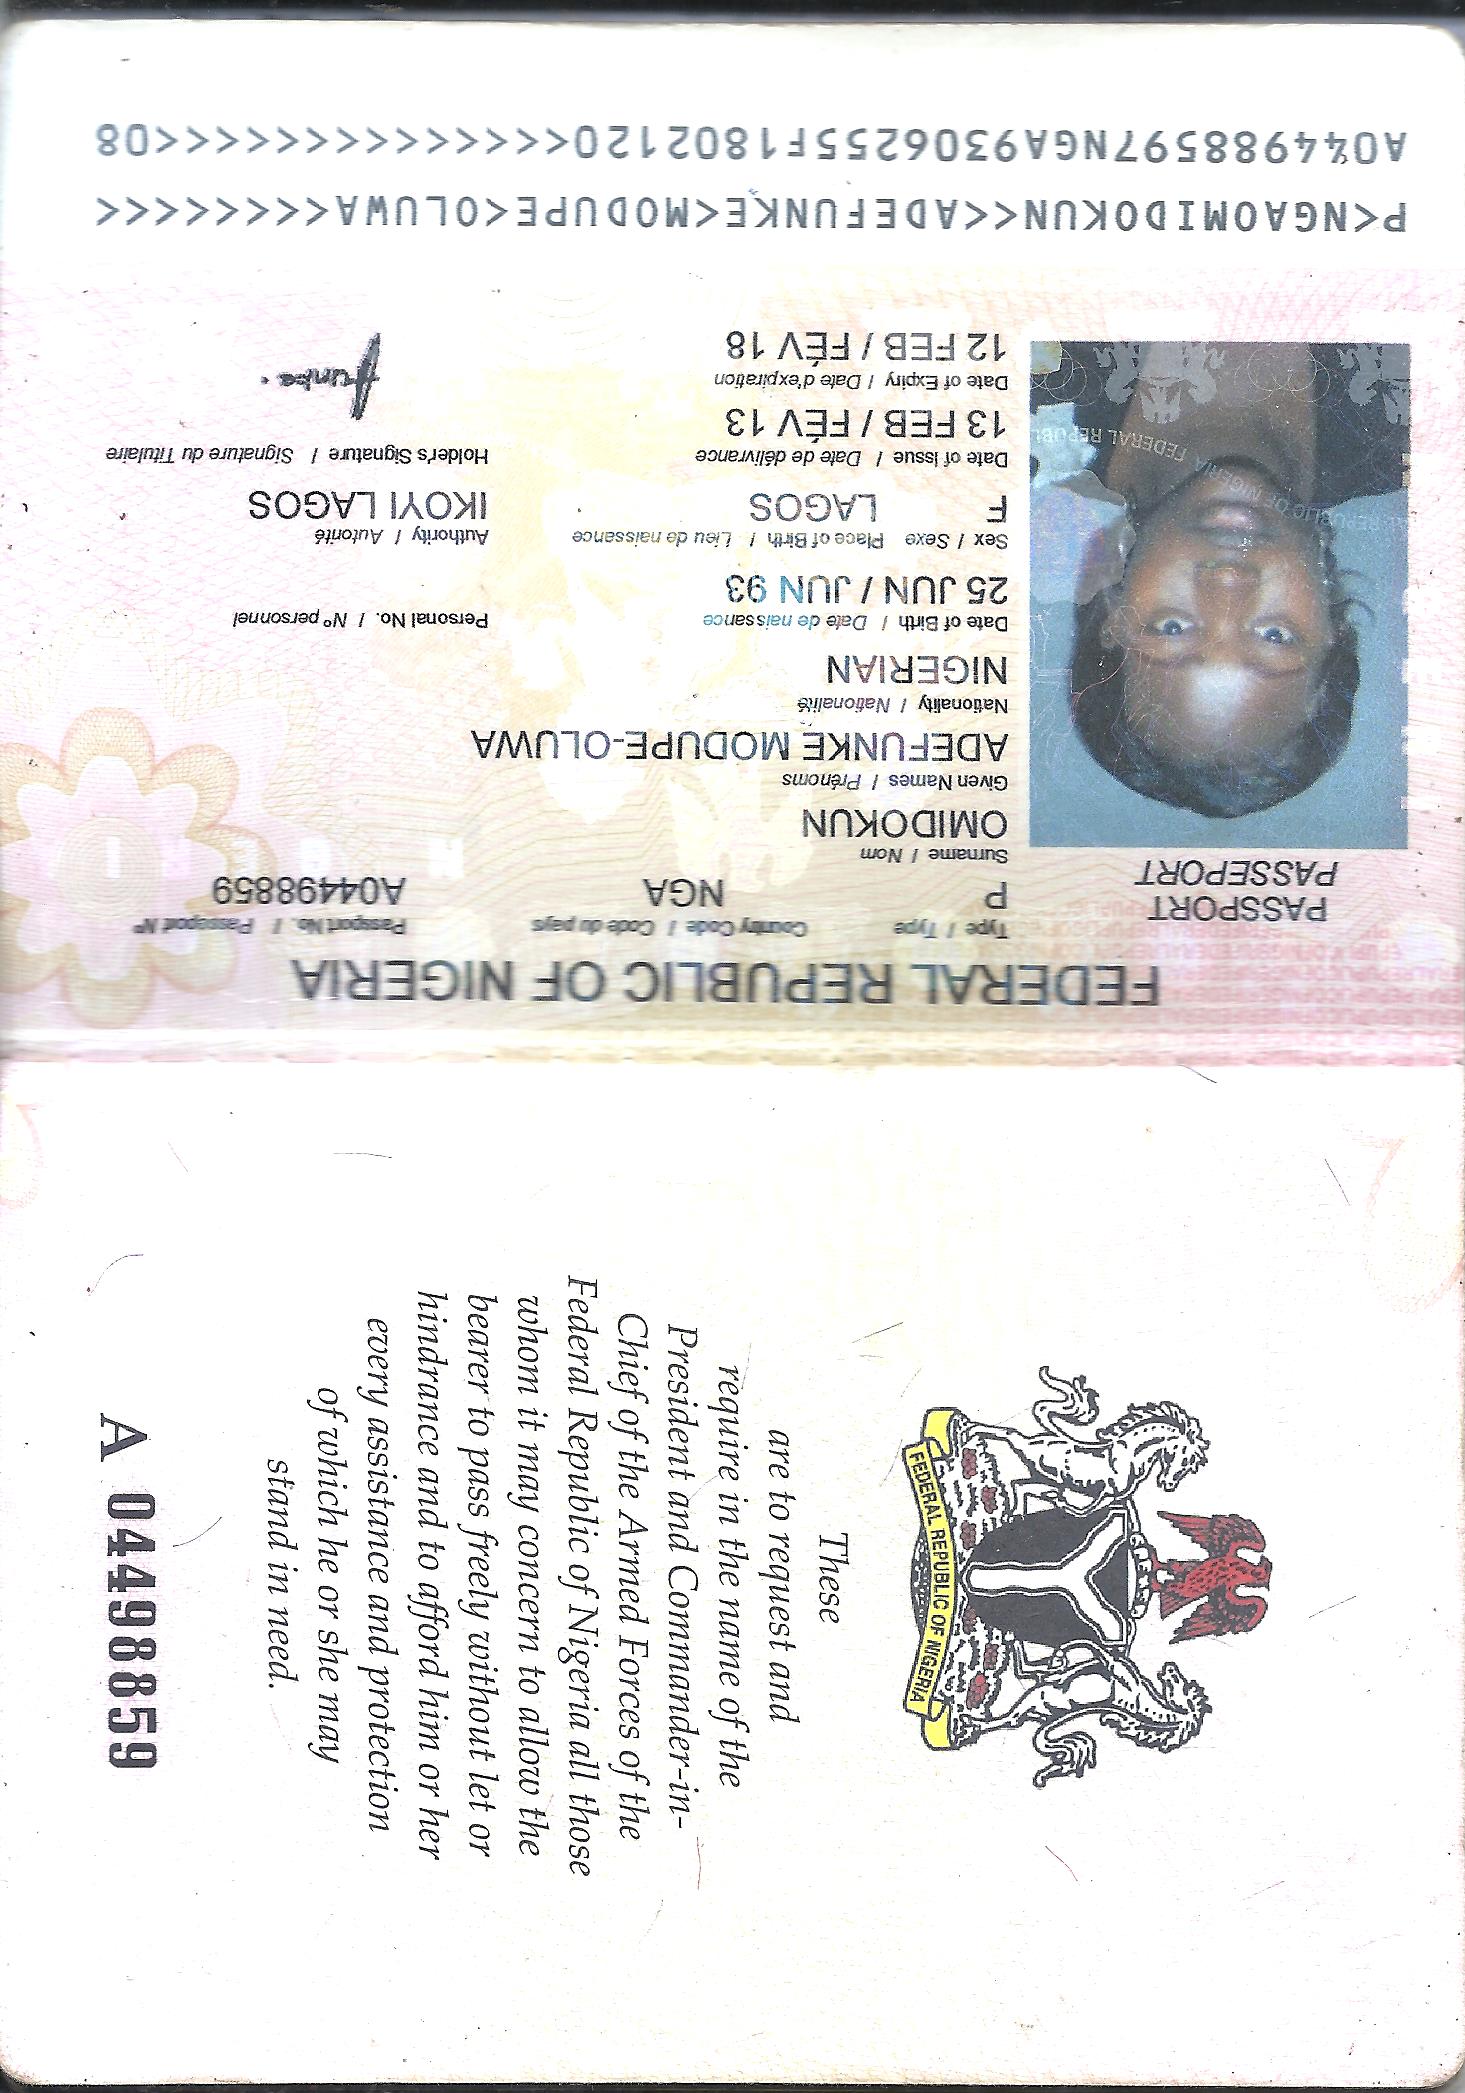 FEDERAL REPUBLIC OF NIGERIA
PASSPORT
PASSEPORT
Type / Type Country Code / Code du pays Passport No. / Passeport Nº
P NGA A04498859
Surname / Nom
OMIDOKUN
Given Names / Prénoms
ADEFUNKE MODUPE-OLUWA
Nationality / Nationalité
NIGERIAN
Date of Birth / Date de naissance Personal No. / Nº personnel
25 JUN / JUN 93
Sex / Sexe Place of Birth / Lieu de naissance Authority / Autorité
F LAGOS IKOYI LAGOS
Date of Issue / Date de délivrance Holder's Signature / Signature du Titulaire
13 FEB / FÉV 13
Date of Expiry / Date d'expiration
12 FEB / FÉV 18
P<NGAOMIDOKUN<<ADEFUNKE<MODUPE<OLUWA<<<<<<<<
A044988597NGA9306255F1802120<<<<<<<<<<<<<<08
FEDERAL REPUBLIC OF NIGERIA
These
are to request and
require in the name of the
President and Commander-in-
Chief of the Armed Forces of the
Federal Republic of Nigeria all those
whom it may concern to allow the
bearer to pass freely without let or
hindrance and to afford him or her
every assistance and protection
of which he or she may
stand in need.
A 04498859